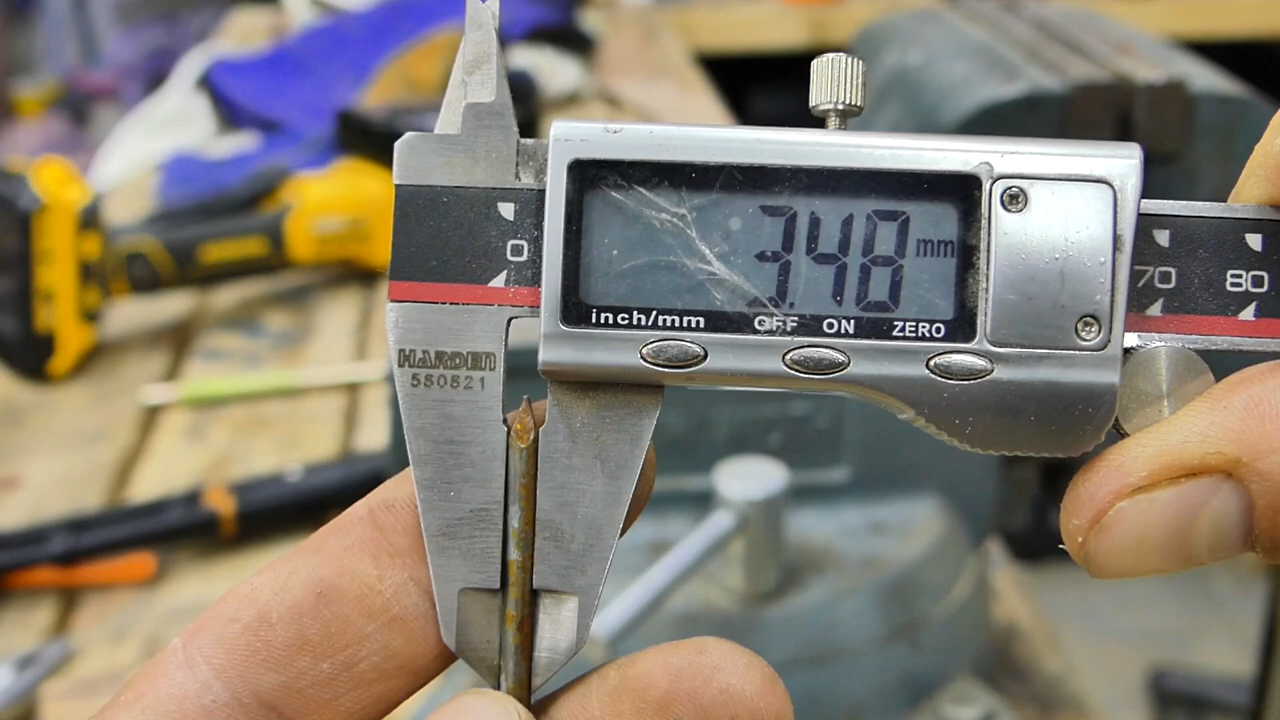 3.48 mm
0
inch/mm OFF ON ZERO
70 80
HARDEN
580821